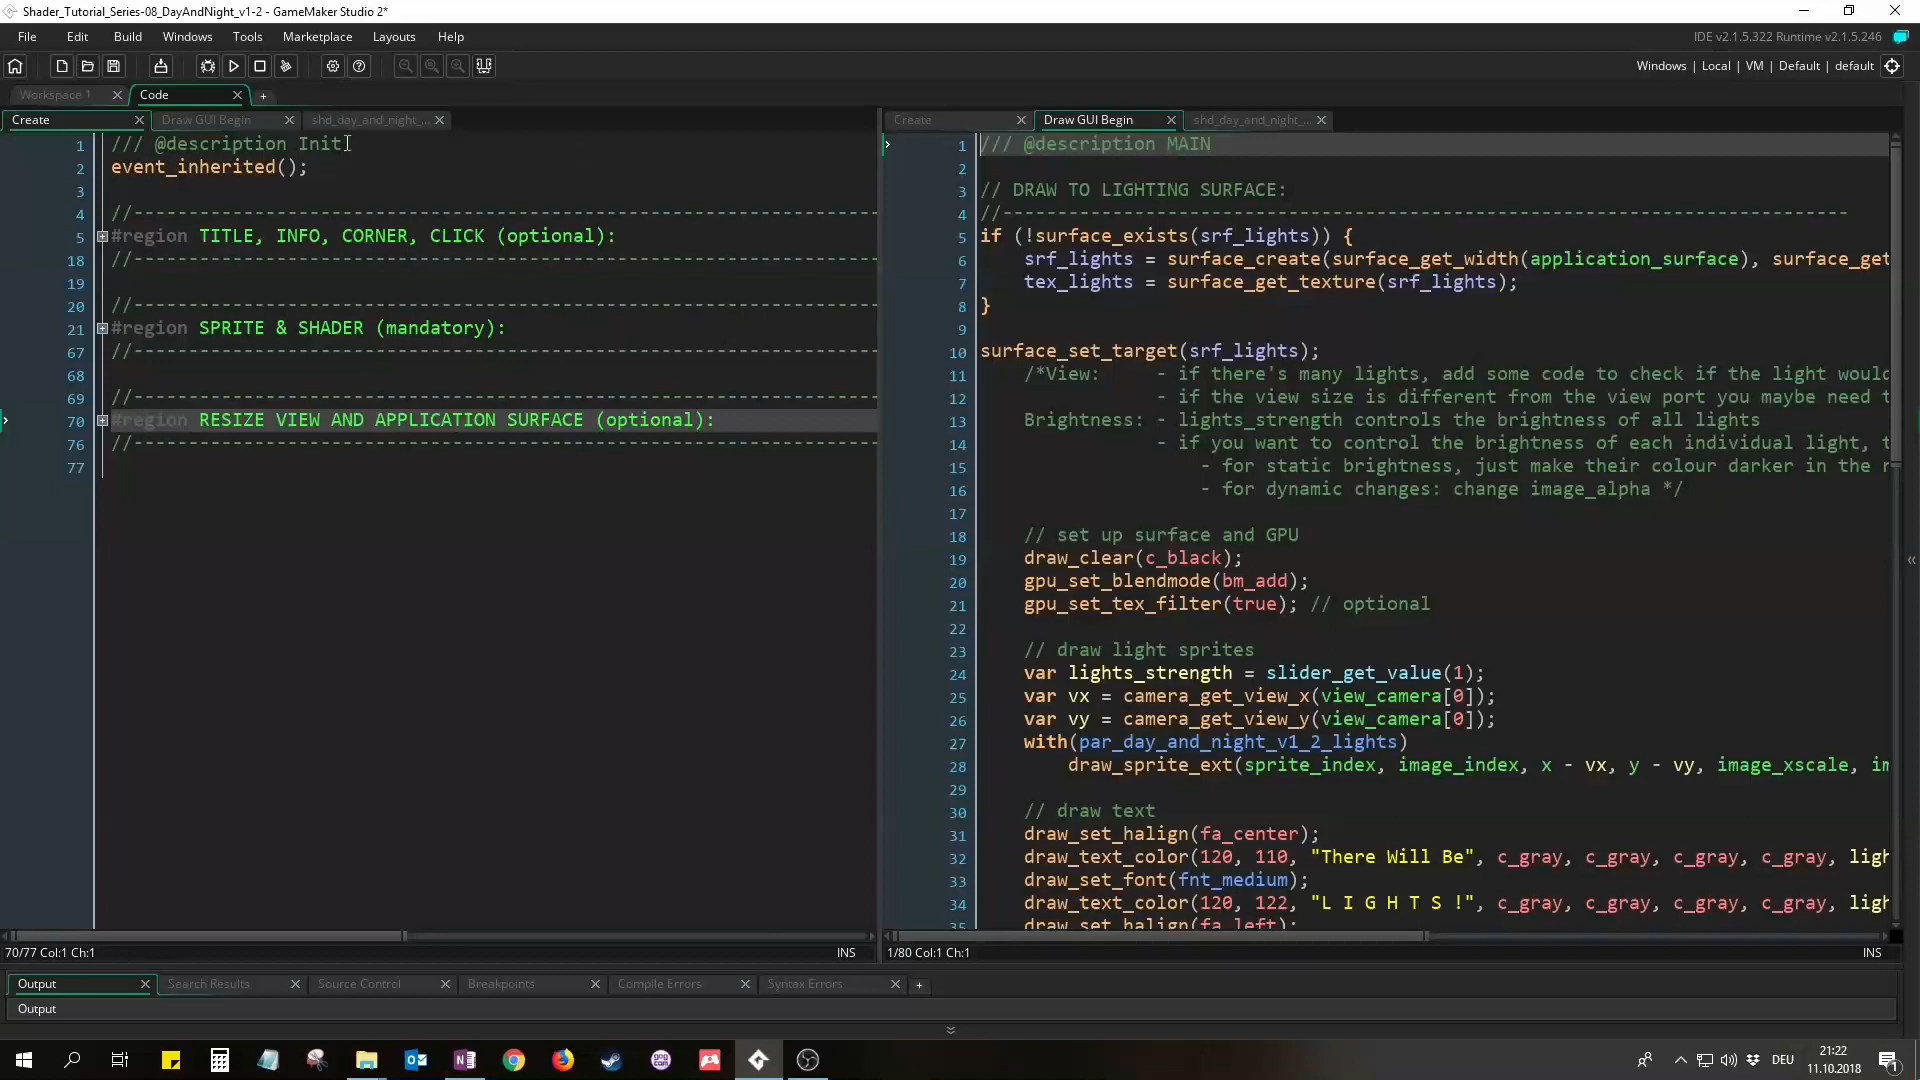 Shader_Tutorial_Series-08_DayAndNight_v1-2 - GameMaker Studio 2*
File Edit Build Windows Tools Marketplace Layouts Help
IDE v2.1.5.322 Runtime v2.1.5.246
Windows | Local | VM | Default | default
Workspace 1 Code +
Create Draw GUI Begin shd_day_and_night_...
1 /// @description Init
2 event_inherited();
3
4 //--------------------------------------------------------------------
5 #region TITLE, INFO, CORNER, CLICK (optional):
18 //--------------------------------------------------------------------
19
20 //--------------------------------------------------------------------
21 #region SPRITE & SHADER (mandatory):
67 //--------------------------------------------------------------------
68
69 //--------------------------------------------------------------------
70 #region RESIZE VIEW AND APPLICATION SURFACE (optional):
76 //--------------------------------------------------------------------
77
70/77 Col:1 Ch:1 INS
Create Draw GUI Begin shd_day_and_night_...
1 /// @description MAIN
2
3 // DRAW TO LIGHTING SURFACE:
4 //-----------------------------------------------------------------------------
5 if (!surface_exists(srf_lights)) {
6 srf_lights = surface_create(surface_get_width(application_surface), surface_get
7 tex_lights = surface_get_texture(srf_lights);
8 }
9
10 surface_set_target(srf_lights);
11 /*View: - if there's many lights, add some code to check if the light would
12 - if the view size is different from the view port you maybe need t
13 Brightness: - lights_strength controls the brightness of all lights
14 - if you want to control the brightness of each individual light, t
15 - for static brightness, just make their colour darker in the r
16 - for dynamic changes: change image_alpha */
17
18 // set up surface and GPU
19 draw_clear(c_black);
20 gpu_set_blendmode(bm_add);
21 gpu_set_tex_filter(true); // optional
22
23 // draw light sprites
24 var lights_strength = slider_get_value(1);
25 var vx = camera_get_view_x(view_camera[0]);
26 var vy = camera_get_view_y(view_camera[0]);
27 with(par_day_and_night_v1_2_lights)
28 draw_sprite_ext(sprite_index, image_index, x - vx, y - vy, image_xscale, im
29
30 // draw text
31 draw_set_halign(fa_center);
32 draw_text_color(120, 110, "There Will Be", c_gray, c_gray, c_gray, c_gray, ligh
33 draw_set_font(fnt_medium);
34 draw_text_color(120, 122, "L I G H T S !", c_gray, c_gray, c_gray, c_gray, ligh
35 draw_set_halign(fa_left);
1/80 Col:1 Ch:1 INS
Output Search Results Source Control Breakpoints Compile Errors Syntax Errors +
Output
DEU
21:22
11.10.2018